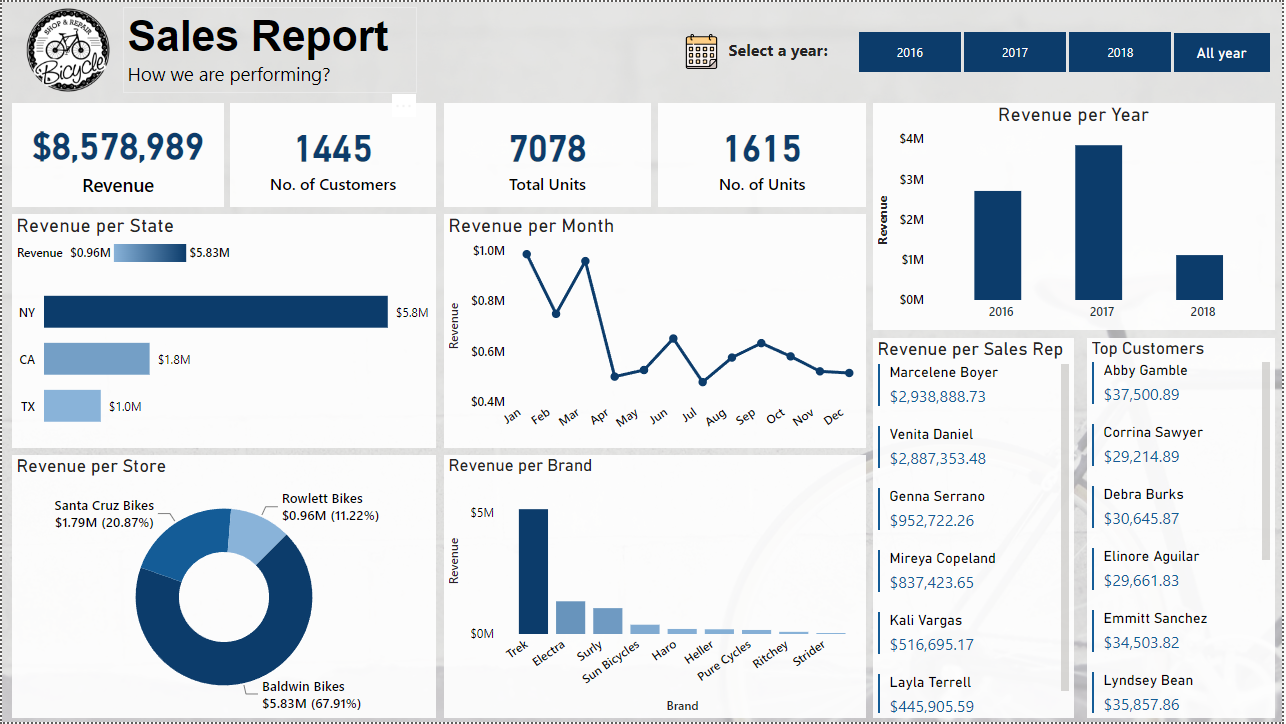 SHOP & REPAIR
Bicycle
Sales Report
How we are performing?
Select a year:
2016
2017
2018
All year
$8,578,989
Revenue
1445
No. of Customers
7078
Total Units
1615
No. of Units
Revenue per Year
Revenue
$4M
$3M
$2M
$1M
$0M
2016
2017
2018
Revenue per State
Revenue $0.96M $5.83M
NY $5.8M
CA $1.8M
TX $1.0M
Revenue per Month
Revenue
$1.0M
$0.8M
$0.6M
$0.4M
Jan
Feb
Mar
Apr
May
Jun
Jul
Aug
Sep
Oct
Nov
Dec
Revenue per Sales Rep
Marcelene Boyer
$2,938,888.73
Venita Daniel
$2,887,353.48
Genna Serrano
$952,722.26
Mireya Copeland
$837,423.65
Kali Vargas
$516,695.17
Layla Terrell
$445,905.59
Top Customers
Abby Gamble
$37,500.89
Corrina Sawyer
$29,214.89
Debra Burks
$30,645.87
Elinore Aguilar
$29,661.83
Emmitt Sanchez
$34,503.82
Lyndsey Bean
$35,857.86
Revenue per Store
Santa Cruz Bikes
$1.79M (20.87%)
Rowlett Bikes
$0.96M (11.22%)
Baldwin Bikes
$5.83M (67.91%)
Revenue per Brand
Revenue
$5M
$0M
Trek
Electra
Surly
Sun Bicycles
Haro
Heller
Pure Cycles
Ritchey
Strider
Brand